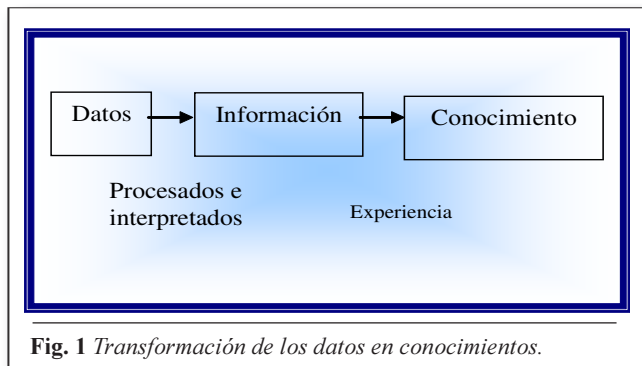 Datos
Información
Conocimiento
Procesados e
interpretados
Experiencia
Fig. 1 Transformación de los datos en conocimientos.